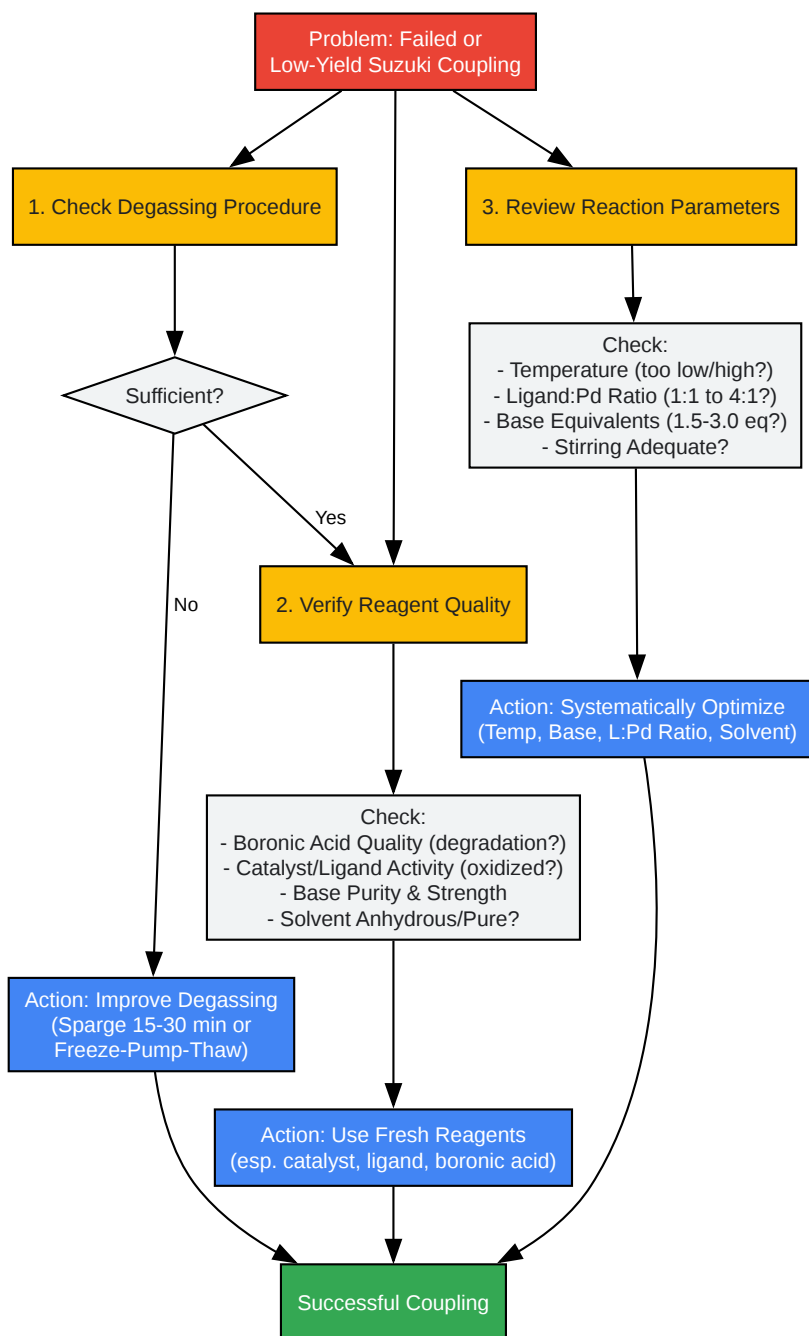 Problem: Failed or
Low-Yield Suzuki Coupling
1. Check Degassing Procedure
3. Review Reaction Parameters
Check:
- Temperature (too low/high?)
- Ligand:Pd Ratio (1:1 to 4:1?)
- Base Equivalents (1.5-3.0 eq?)
- Stirring Adequate?
Sufficient?
Yes
No
2. Verify Reagent Quality
Action: Systematically Optimize
(Temp, Base, L:Pd Ratio, Solvent)
Check:
- Boronic Acid Quality (degradation?)
- Catalyst/Ligand Activity (oxidized?)
- Base Purity & Strength
- Solvent Anhydrous/Pure?
Action: Improve Degassing
(Sparge 15-30 min or
Freeze-Pump-Thaw)
Action: Use Fresh Reagents
(esp. catalyst, ligand, boronic acid)
Successful Coupling